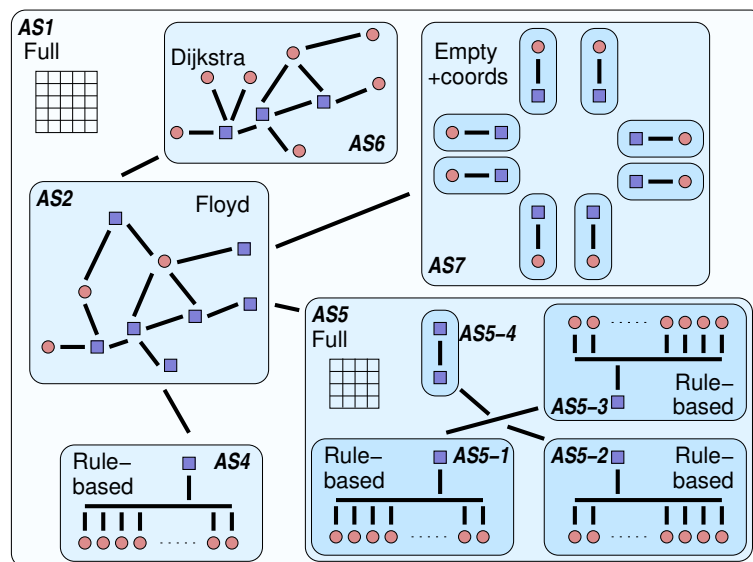 AS1
Full
Dijkstra
AS6
Empty
+coords
AS7
AS2
Floyd
AS5
Full
AS5−4
Rule−
based
AS5−3
Rule−
based
AS4
Rule−
based
AS5−1
AS5−2
Rule−
based